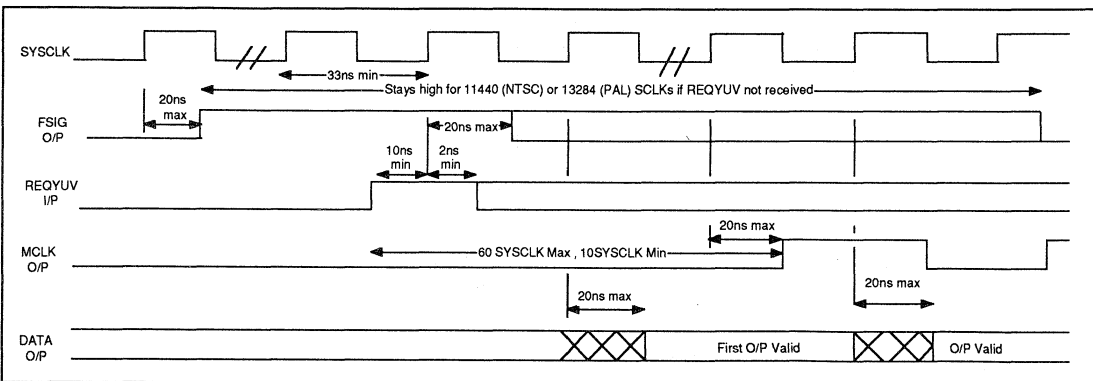 SYSCLK
33ns min
Stays high for 11440 (NTSC) or 13284 (PAL) SCLKs if REQYUV not received
20ns
max
FSIG
O/P
20ns max
10ns
min
2ns
min
REQYUV
I/P
20ns max
MCLK
O/P
60 SYSCLK Max , 10SYSCLK Min
20ns max
20ns max
DATA
O/P
First O/P Valid
O/P Valid